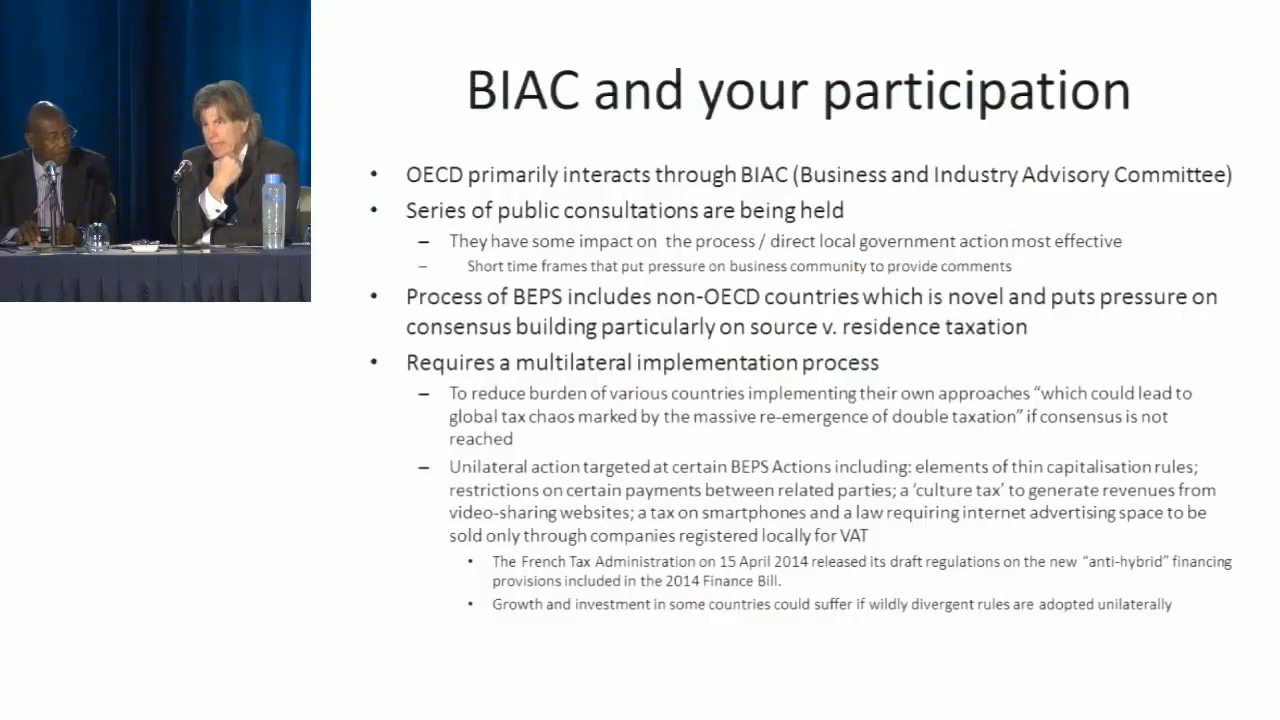 BIAC and your participation
• OECD primarily interacts through BIAC (Business and Industry Advisory Committee)
• Series of public consultations are being held
– They have some impact on the process / direct local government action most effective
– Short time frames that put pressure on business community to provide comments
• Process of BEPS includes non-OECD countries which is novel and puts pressure on
consensus building particularly on source v. residence taxation
• Requires a multilateral implementation process
– To reduce burden of various countries implementing their own approaches “which could lead to
global tax chaos marked by the massive re-emergence of double taxation” if consensus is not
reached
– Unilateral action targeted at certain BEPS Actions including: elements of thin capitalisation rules;
restrictions on certain payments between related parties; a ‘culture tax’ to generate revenues from
video-sharing websites; a tax on smartphones and a law requiring internet advertising space to be
sold only through companies registered locally for VAT
• The French Tax Administration on 15 April 2014 released its draft regulations on the new “anti-hybrid” financing
provisions included in the 2014 Finance Bill.
• Growth and investment in some countries could suffer if wildly divergent rules are adopted unilaterally